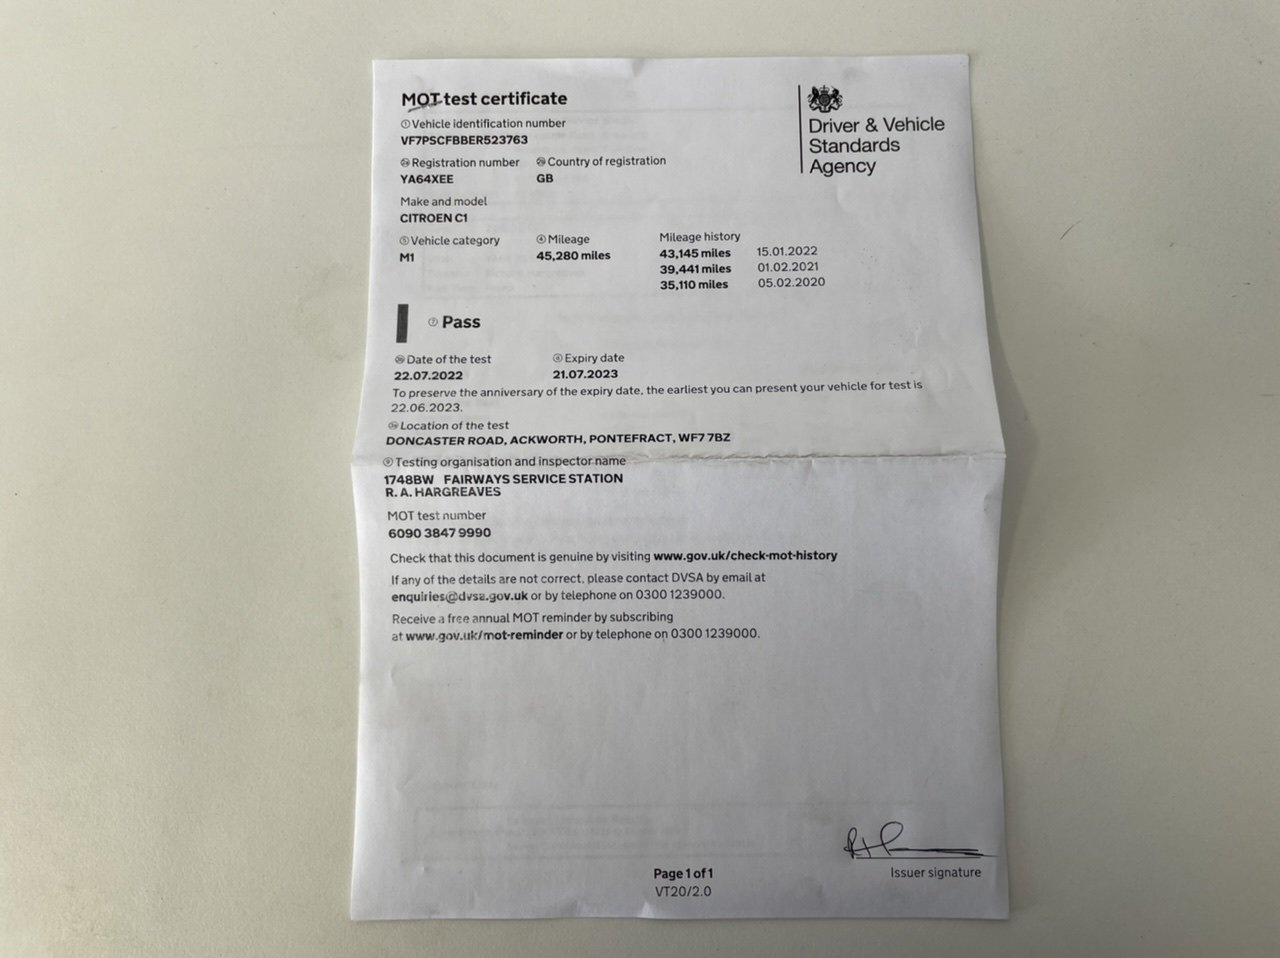 MOT test certificate
Driver & Vehicle
Standards
Agency
① Vehicle identification number
VF7PSCFBBER523763
Registration number Country of registration
YA64XEE GB
Make and model
CITROEN C1
⑤ Vehicle category ④ Mileage Mileage history
M1 45,280 miles 43,145 miles 15.01.2022
39,441 miles 01.02.2021
35,110 miles 05.02.2020
⑦ Pass
Date of the test Expiry date
22.07.2022 21.07.2023
To preserve the anniversary of the expiry date, the earliest you can present your vehicle for test is
22.06.2023.
Location of the test
DONCASTER ROAD, ACKWORTH, PONTEFRACT, WF7 7BZ
⑨ Testing organisation and inspector name
1748BW FAIRWAYS SERVICE STATION
R. A. HARGREAVES
MOT test number
6090 3847 9990
Check that this document is genuine by visiting www.gov.uk/check-mot-history
If any of the details are not correct, please contact DVSA by email at
enquiries@dvsa.gov.uk or by telephone on 0300 1239000.
Receive a free annual MOT reminder by subscribing
at www.gov.uk/mot-reminder or by telephone on 0300 1239000.
Issuer signature
Page 1 of 1
VT20/2.0